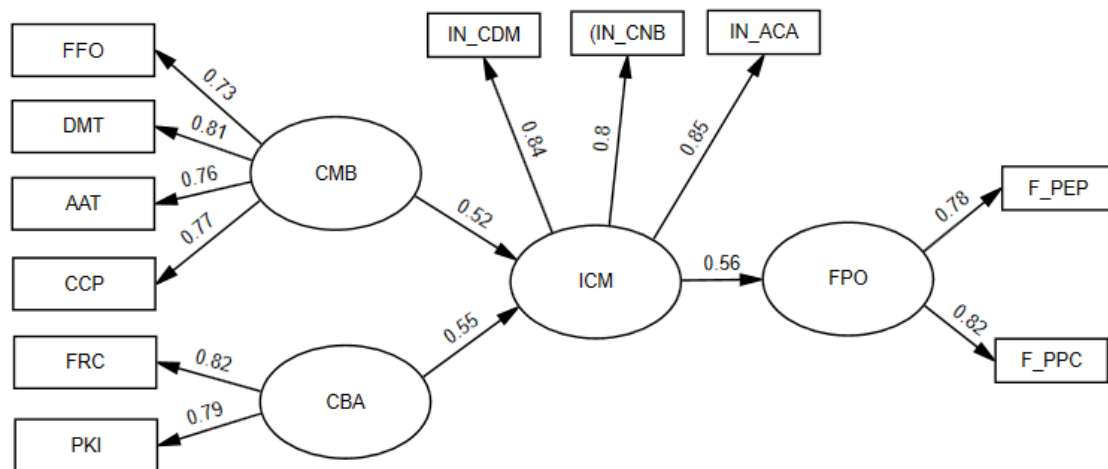 FFO
DMT
AAT
CCP
FRC
PKI
0.73
0.81
0.76
0.77
0.82
0.79
CMB
CBA
0.52
0.55
IN_CDM
(IN_CNB
IN_ACA
0.84
0.8
0.85
ICM
0.56
FPO
0.78
0.82
F_PEP
F_PPC